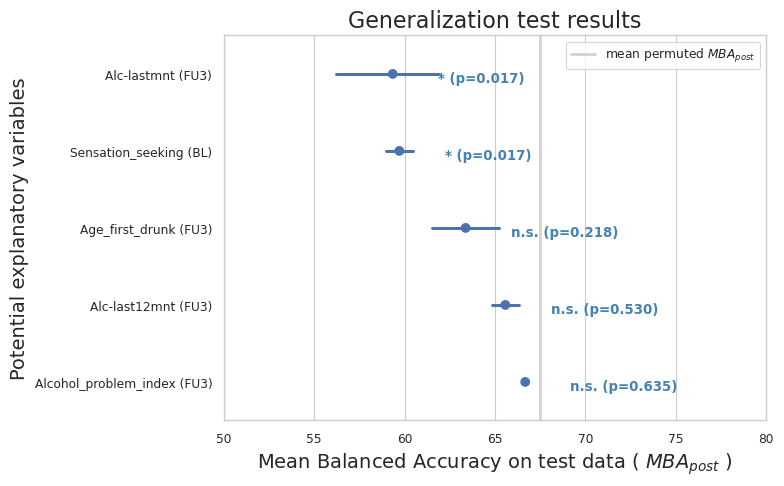 Generalization test results
mean permuted MBA_post
Potential explanatory variables
Alc-lastmnt (FU3)
* (p=0.017)
Sensation_seeking (BL)
* (p=0.017)
Age_first_drunk (FU3)
n.s. (p=0.218)
Alc-last12mnt (FU3)
n.s. (p=0.530)
Alcohol_problem_index (FU3)
n.s. (p=0.635)
50 55 60 65 70 75 80
Mean Balanced Accuracy on test data ( MBA_post )